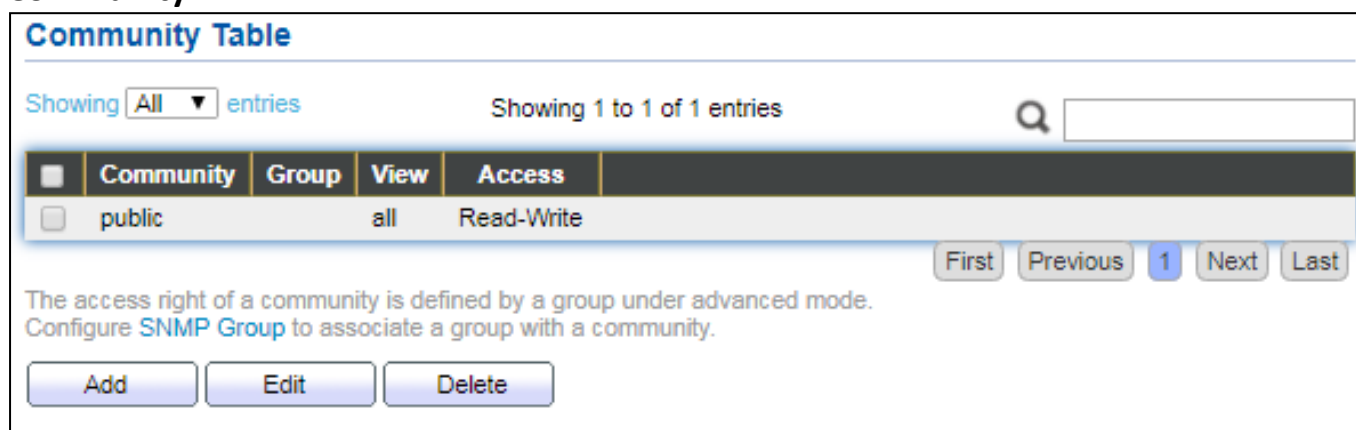 Community Table
Showing All ▼ entries Showing 1 to 1 of 1 entries
Community Group View Access
public all Read-Write
First Previous 1 Next Last
The access right of a community is defined by a group under advanced mode.
Configure SNMP Group to associate a group with a community.
Add Edit Delete